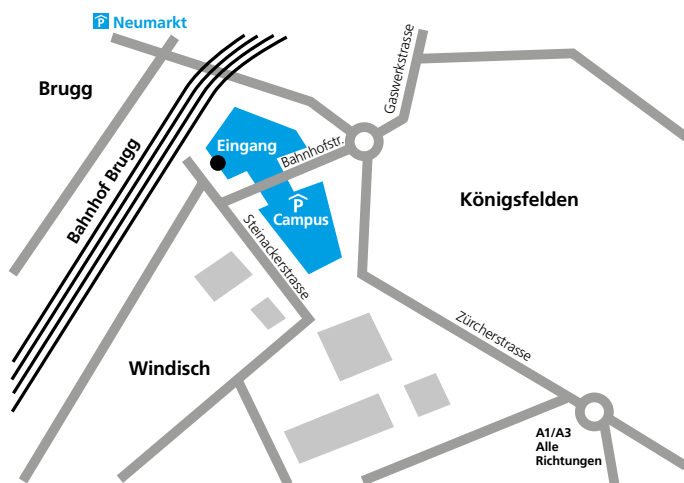 P Neumarkt
Gaswerkstrasse
Brugg
Eingang
Bahnhofstr.
Bahnhof Brugg
Königsfelden
P
Campus
Steinackerstrasse
Zürcherstrasse
Windisch
A1/A3
Alle
Richtungen